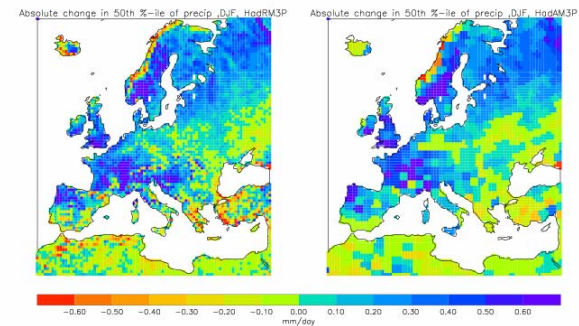 Absolute change in 50th %-ile of precip ,DJF, HadRM3P
Absolute change in 50th %-ile of precip ,DJF, HadAM3P
-0.60 -0.50 -0.40 -0.30 -0.20 -0.10 0.00 0.10 0.20 0.30 0.40 0.50 0.60
mm/day